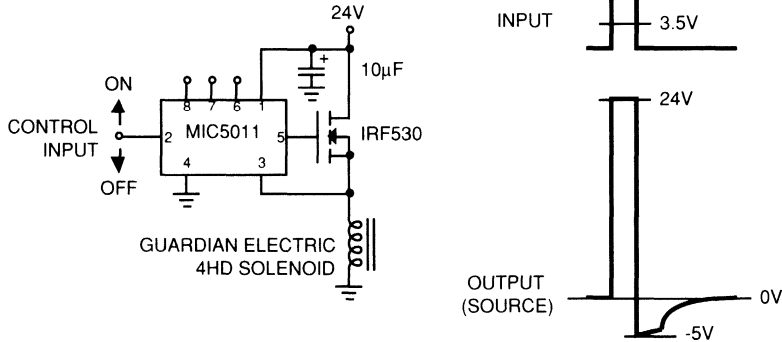 24V
+
10μF
ON
8 7 6 1
CONTROL
INPUT
2 MIC5011 5
IRF530
4 3
OFF
GUARDIAN ELECTRIC
4HD SOLENOID
INPUT
3.5V
24V
OUTPUT
(SOURCE)
0V
-5V